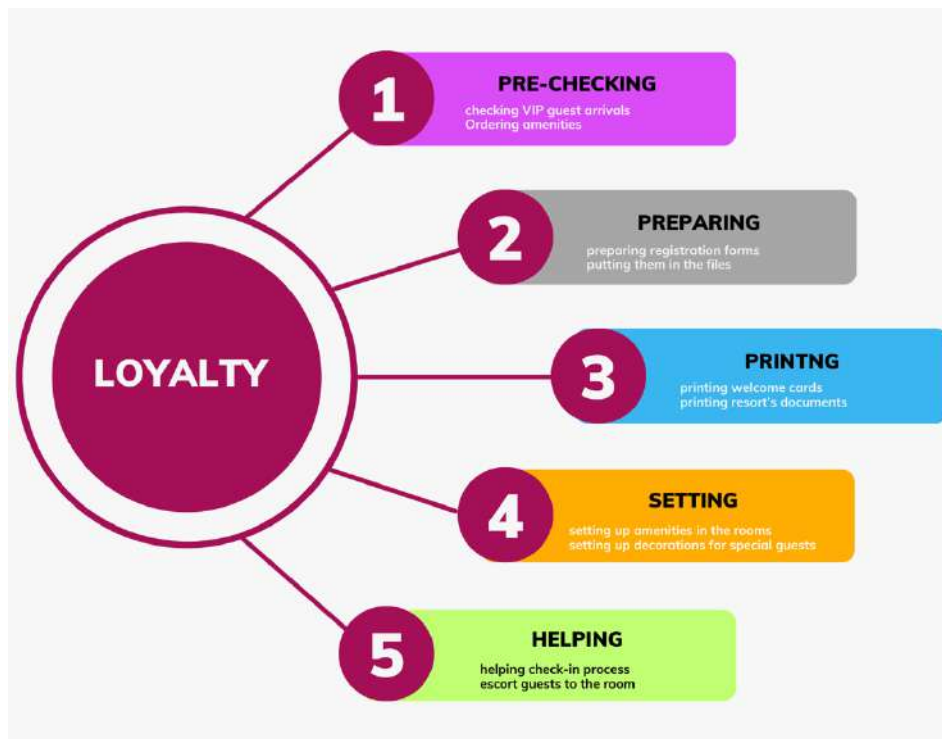 LOYALTY
1
PRE-CHECKING
checking VIP guest arrivals
Ordering amenities
2
PREPARING
preparing registration forms
putting them in the files
3
PRINTNG
printing welcome cards
printing resort's documents
4
SETTING
setting up amenities in the rooms
setting up decorations for special guests
5
HELPING
helping check-in process
escort guests to the room